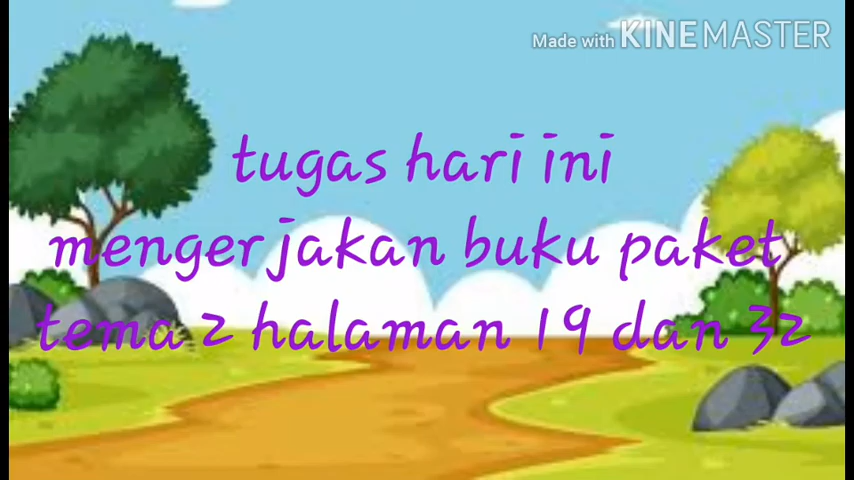 Made with KINEMASTER
tugas hari ini
mengerjakan buku paket
tema 2 halaman 19 dan 32